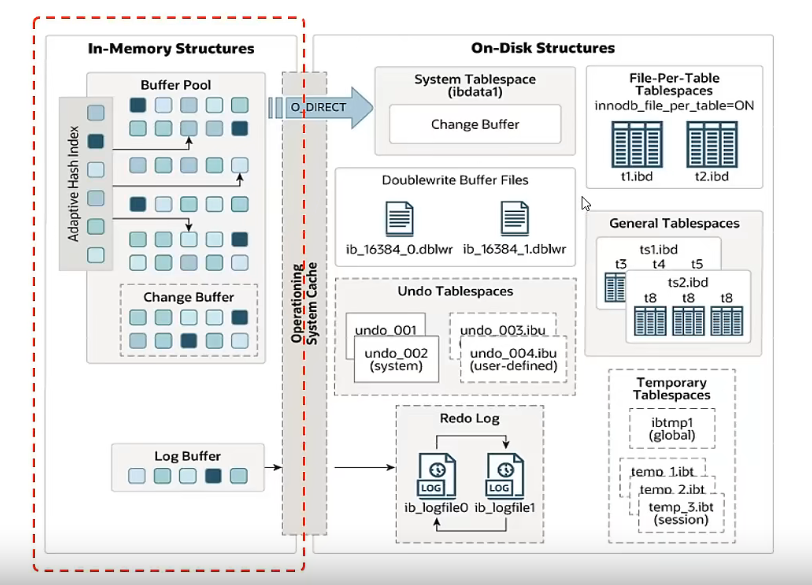 In-Memory Structures
Buffer Pool
Adaptive Hash Index
Change Buffer
Log Buffer
Operationing
System Cache
O_DIRECT
On-Disk Structures
System Tablespace
(ibdata1)
Change Buffer
File-Per-Table
Tablespaces
innodb_file_per_table=ON
t1.ibd
t2.ibd
Doublewrite Buffer Files
ib_16384_0.dblwr
ib_16384_1.dblwr
General Tablespaces
ts1.ibd
t3
t4
t5
ts2.ibd
t8
t8
t8
Undo Tablespaces
undo_001
undo_002
(system)
undo_003.ibu
undo_004.ibu
(user-defined)
Redo Log
LOG
LOG
ib_logfile0
ib_logfile1
Temporary
Tablespaces
ibtmp1
(global)
temp_1.ibt
temp_2.ibt
temp_3.ibt
(session)